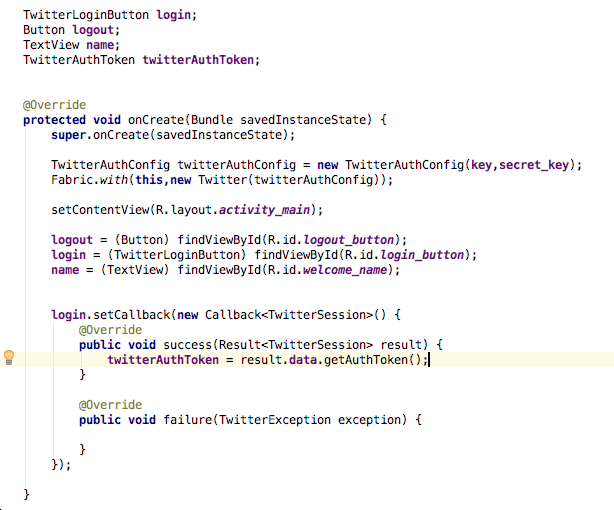 TwitterLoginButton login;
Button logout;
TextView name;
TwitterAuthToken twitterAuthToken;
@Override
protected void onCreate(Bundle savedInstanceState) {
super.onCreate(savedInstanceState);
TwitterAuthConfig twitterAuthConfig = new TwitterAuthConfig(key,secret_key);
Fabric.with(this,new Twitter(twitterAuthConfig));
setContentView(R.layout.activity_main);
logout = (Button) findViewById(R.id.logout_button);
login = (TwitterLoginButton) findViewById(R.id.login_button);
name = (TextView) findViewById(R.id.welcome_name);
login.setCallback(new Callback<TwitterSession>() {
@Override
public void success(Result<TwitterSession> result) {
twitterAuthToken = result.data.getAuthToken();
}
@Override
public void failure(TwitterException exception) {
}
});
}